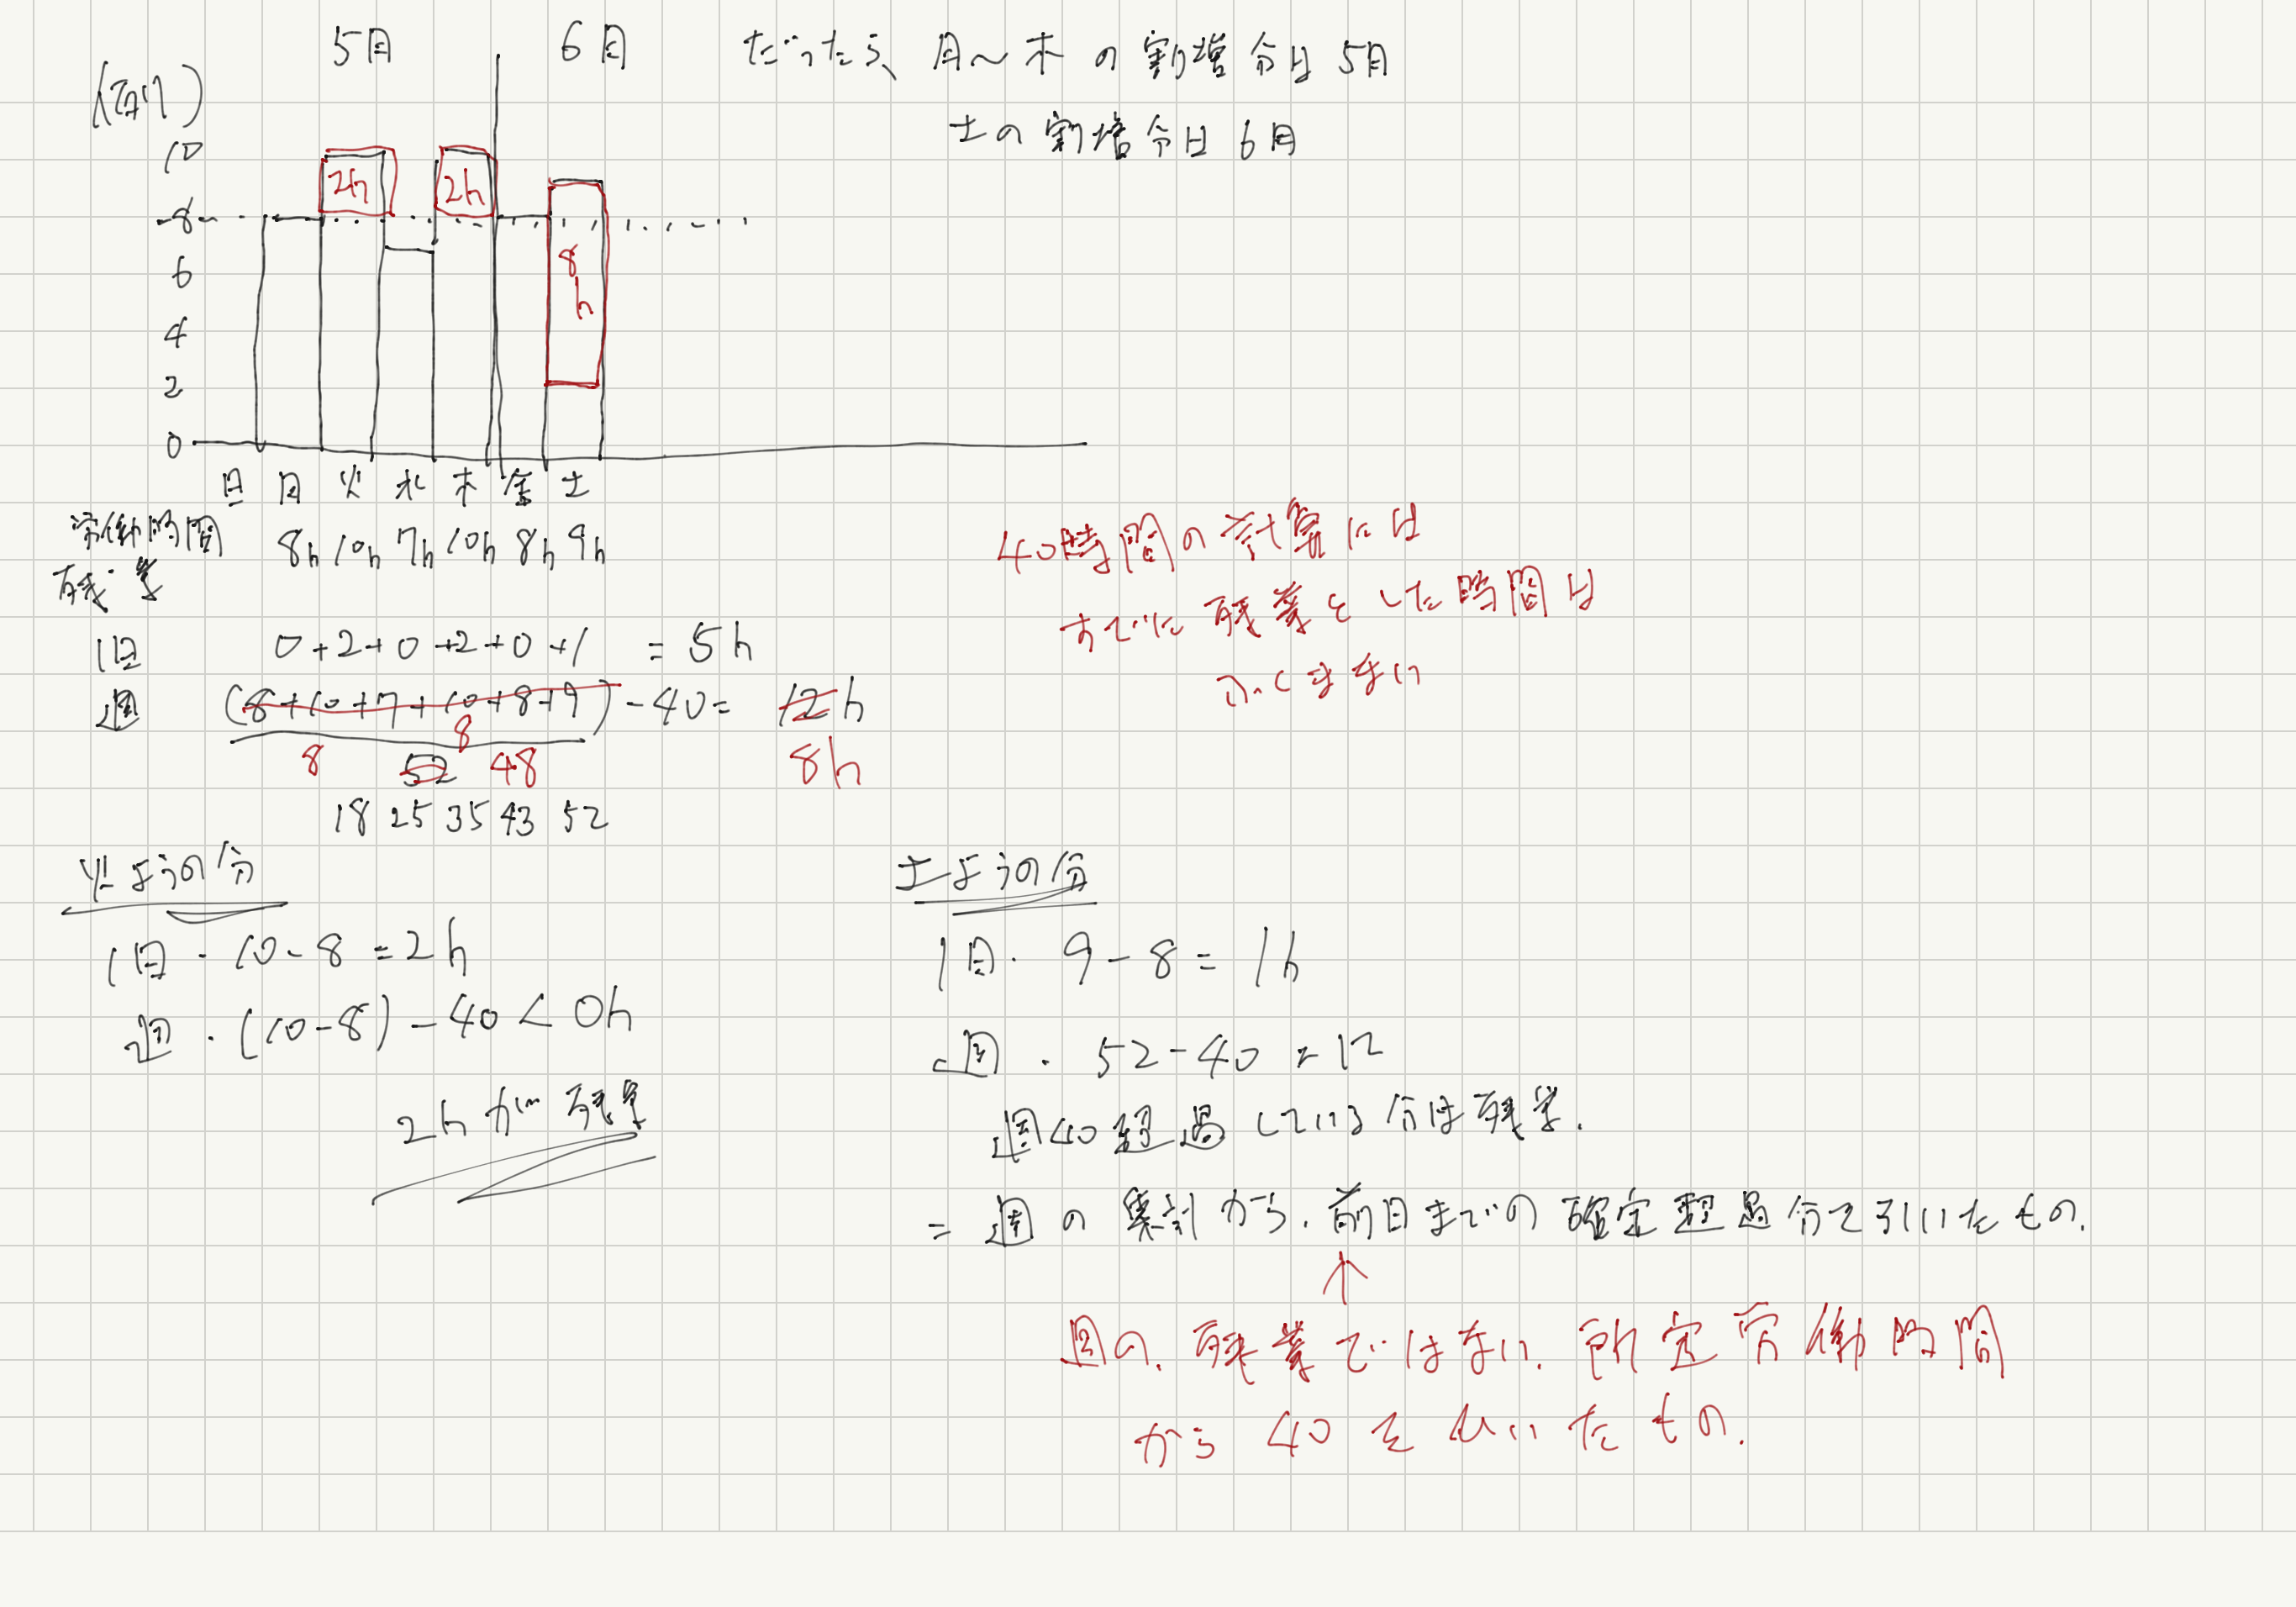 5月 6月 だったら、月〜木の割増分は5月
(例)
土の割増分は6月
10
2h 2h
8
8h
6
4
2
0
日 月 火 水 木 金 土
労働時間 8h 10h 7h 10h 8h 9h
残業
40時間の計算には
すでに残業とした時間は
ふくまない
1日 0+2+0+2+0+1 = 5h
週 (8+10+7+10+8+9)-40= 12h
8 8 52 48 8h
18 25 35 43 52
火ようの分
1日・10-8=2h
週・(10-8)-40<0h
2hが残業
土ようの分
1日・9-8=1h
週・52-40=12
週40超過している分は残業.
=週の累計から、前日までの確定超過分を引いたもの.
↑
週の、残業ではない、所定労働時間
から40をひいたもの.